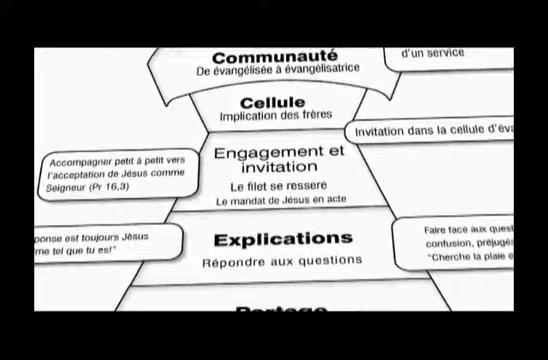 Communauté
De évangélisée à évangélisatrice
d'un service
Cellule
Implication des frères
Invitation dans la cellule d'éva
Engagement et
invitation
Le filet se ressere
Le mandat de Jésus en acte
Accompagner petit à petit vers
l'acceptation de Jésus comme
Seigneur (Pr 16,3)
ponse est toujours Jésus
me tel que tu es!"
Explications
Répondre aux questions
Faire face aux quest
confusion, préjugé
"Cherche la plaie e
Partage